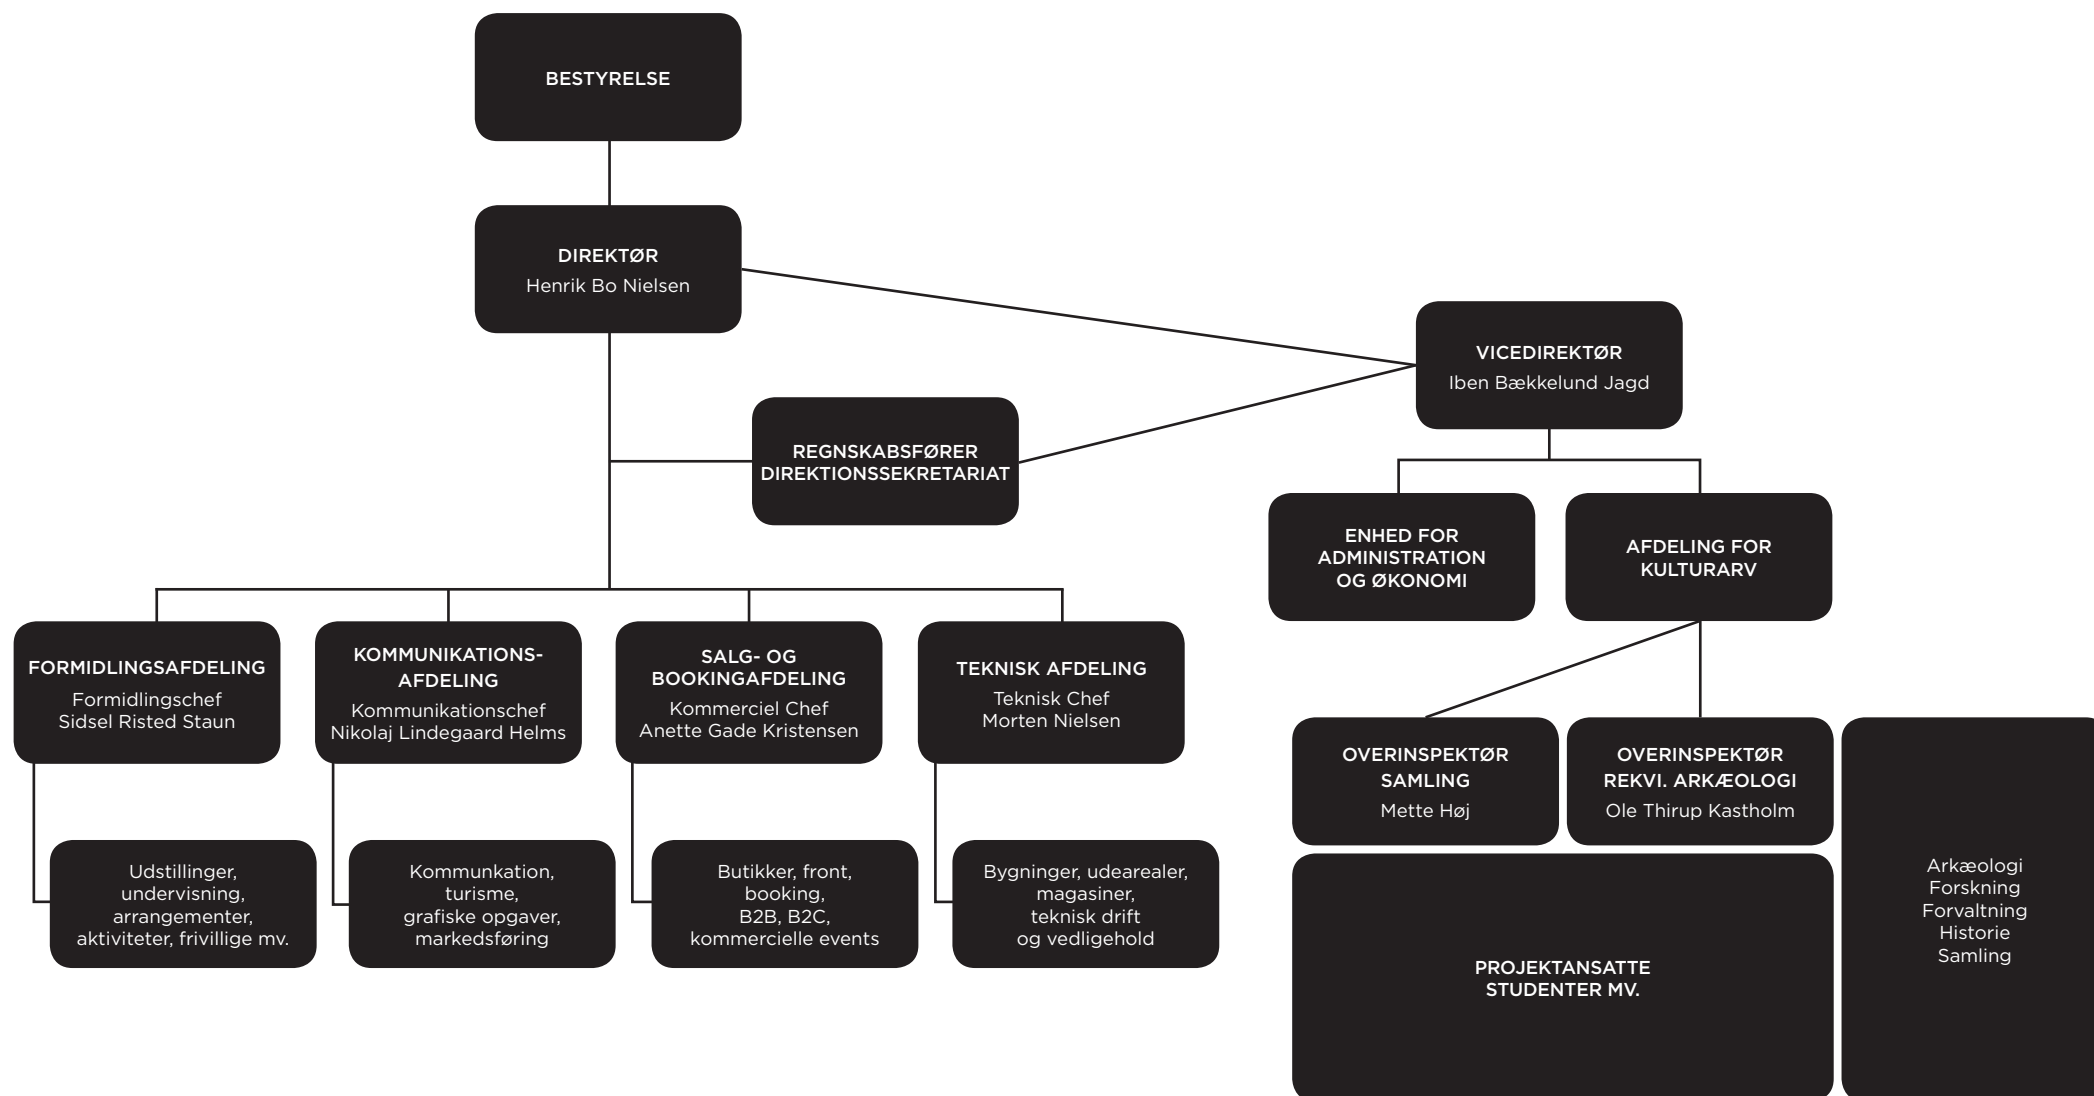 BESTYRELSE
DIREKTØR
Henrik Bo Nielsen
VICEDIREKTØR
Iben Bækkelund Jagd
REGNSKABSFØRER
DIREKTIONSSEKRETARIAT
ENHED FOR
ADMINISTRATION
OG ØKONOMI
AFDELING FOR
KULTURARV
FORMIDLINGSAFDELING
Formidlingschef
Sidsel Risted Staun
KOMMUNIKATIONS-
AFDELING
Kommunikationschef
Nikolaj Lindegaard Helms
SALG- OG
BOOKINGAFDELING
Kommerciel Chef
Anette Gade Kristensen
TEKNISK AFDELING
Teknisk Chef
Morten Nielsen
OVERINSPEKTØR
SAMLING
Mette Høj
OVERINSPEKTØR
REKVI. ARKÆOLOGI
Ole Thirup Kastholm
Udstillinger,
undervisning,
arrangementer,
aktiviteter, frivillige mv.
Kommunkation,
turisme,
grafiske opgaver,
markedsføring
Butikker, front,
booking,
B2B, B2C,
kommercielle events
Bygninger, udearealer,
magasiner,
teknisk drift
og vedligehold
PROJEKTANSATTE
STUDENTER MV.
Arkæologi
Forskning
Forvaltning
Historie
Samling